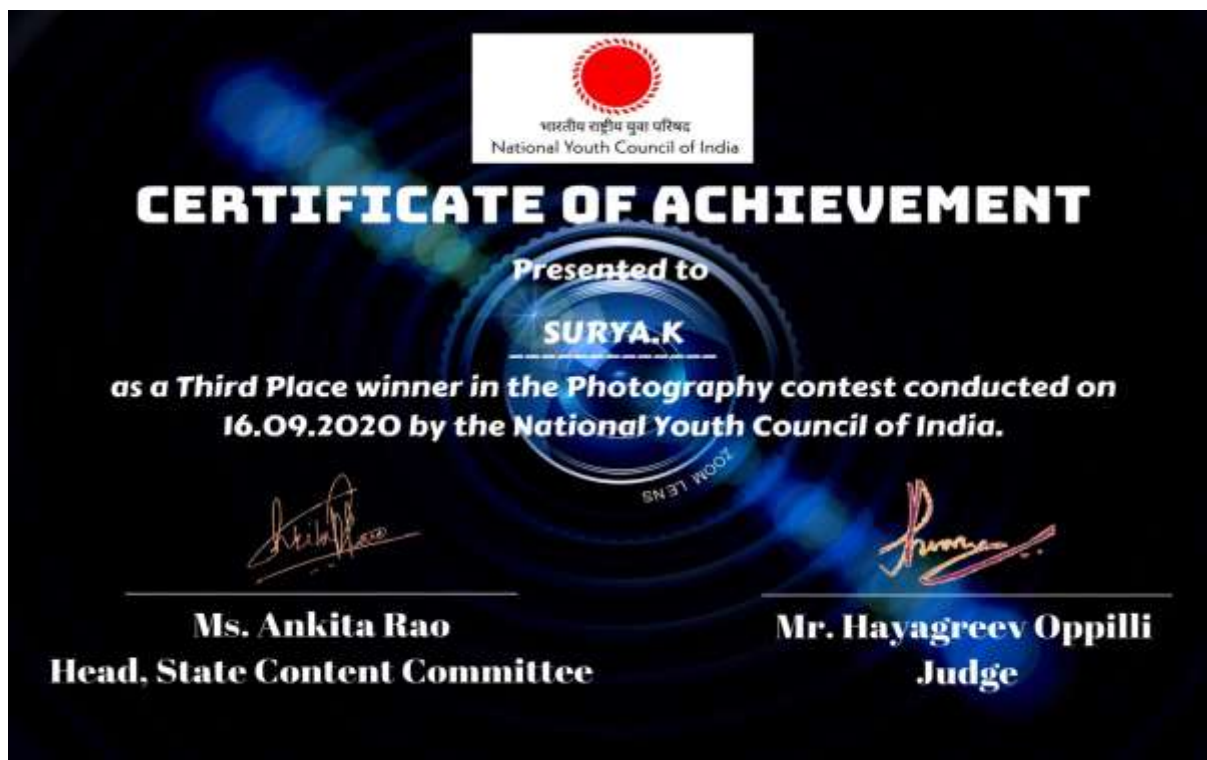 भारतीय राष्ट्रीय युवा परिषद
National Youth Council of India
CERTIFICATE OF ACHIEVEMENT
Presented to
SURYA.K
as a Third Place winner in the Photography contest conducted on
16.09.2020 by the National Youth Council of India.
ZOOM LENS
Ms. Ankita Rao
Head, State Content Committee
Mr. Hayagreev Oppilli
Judge